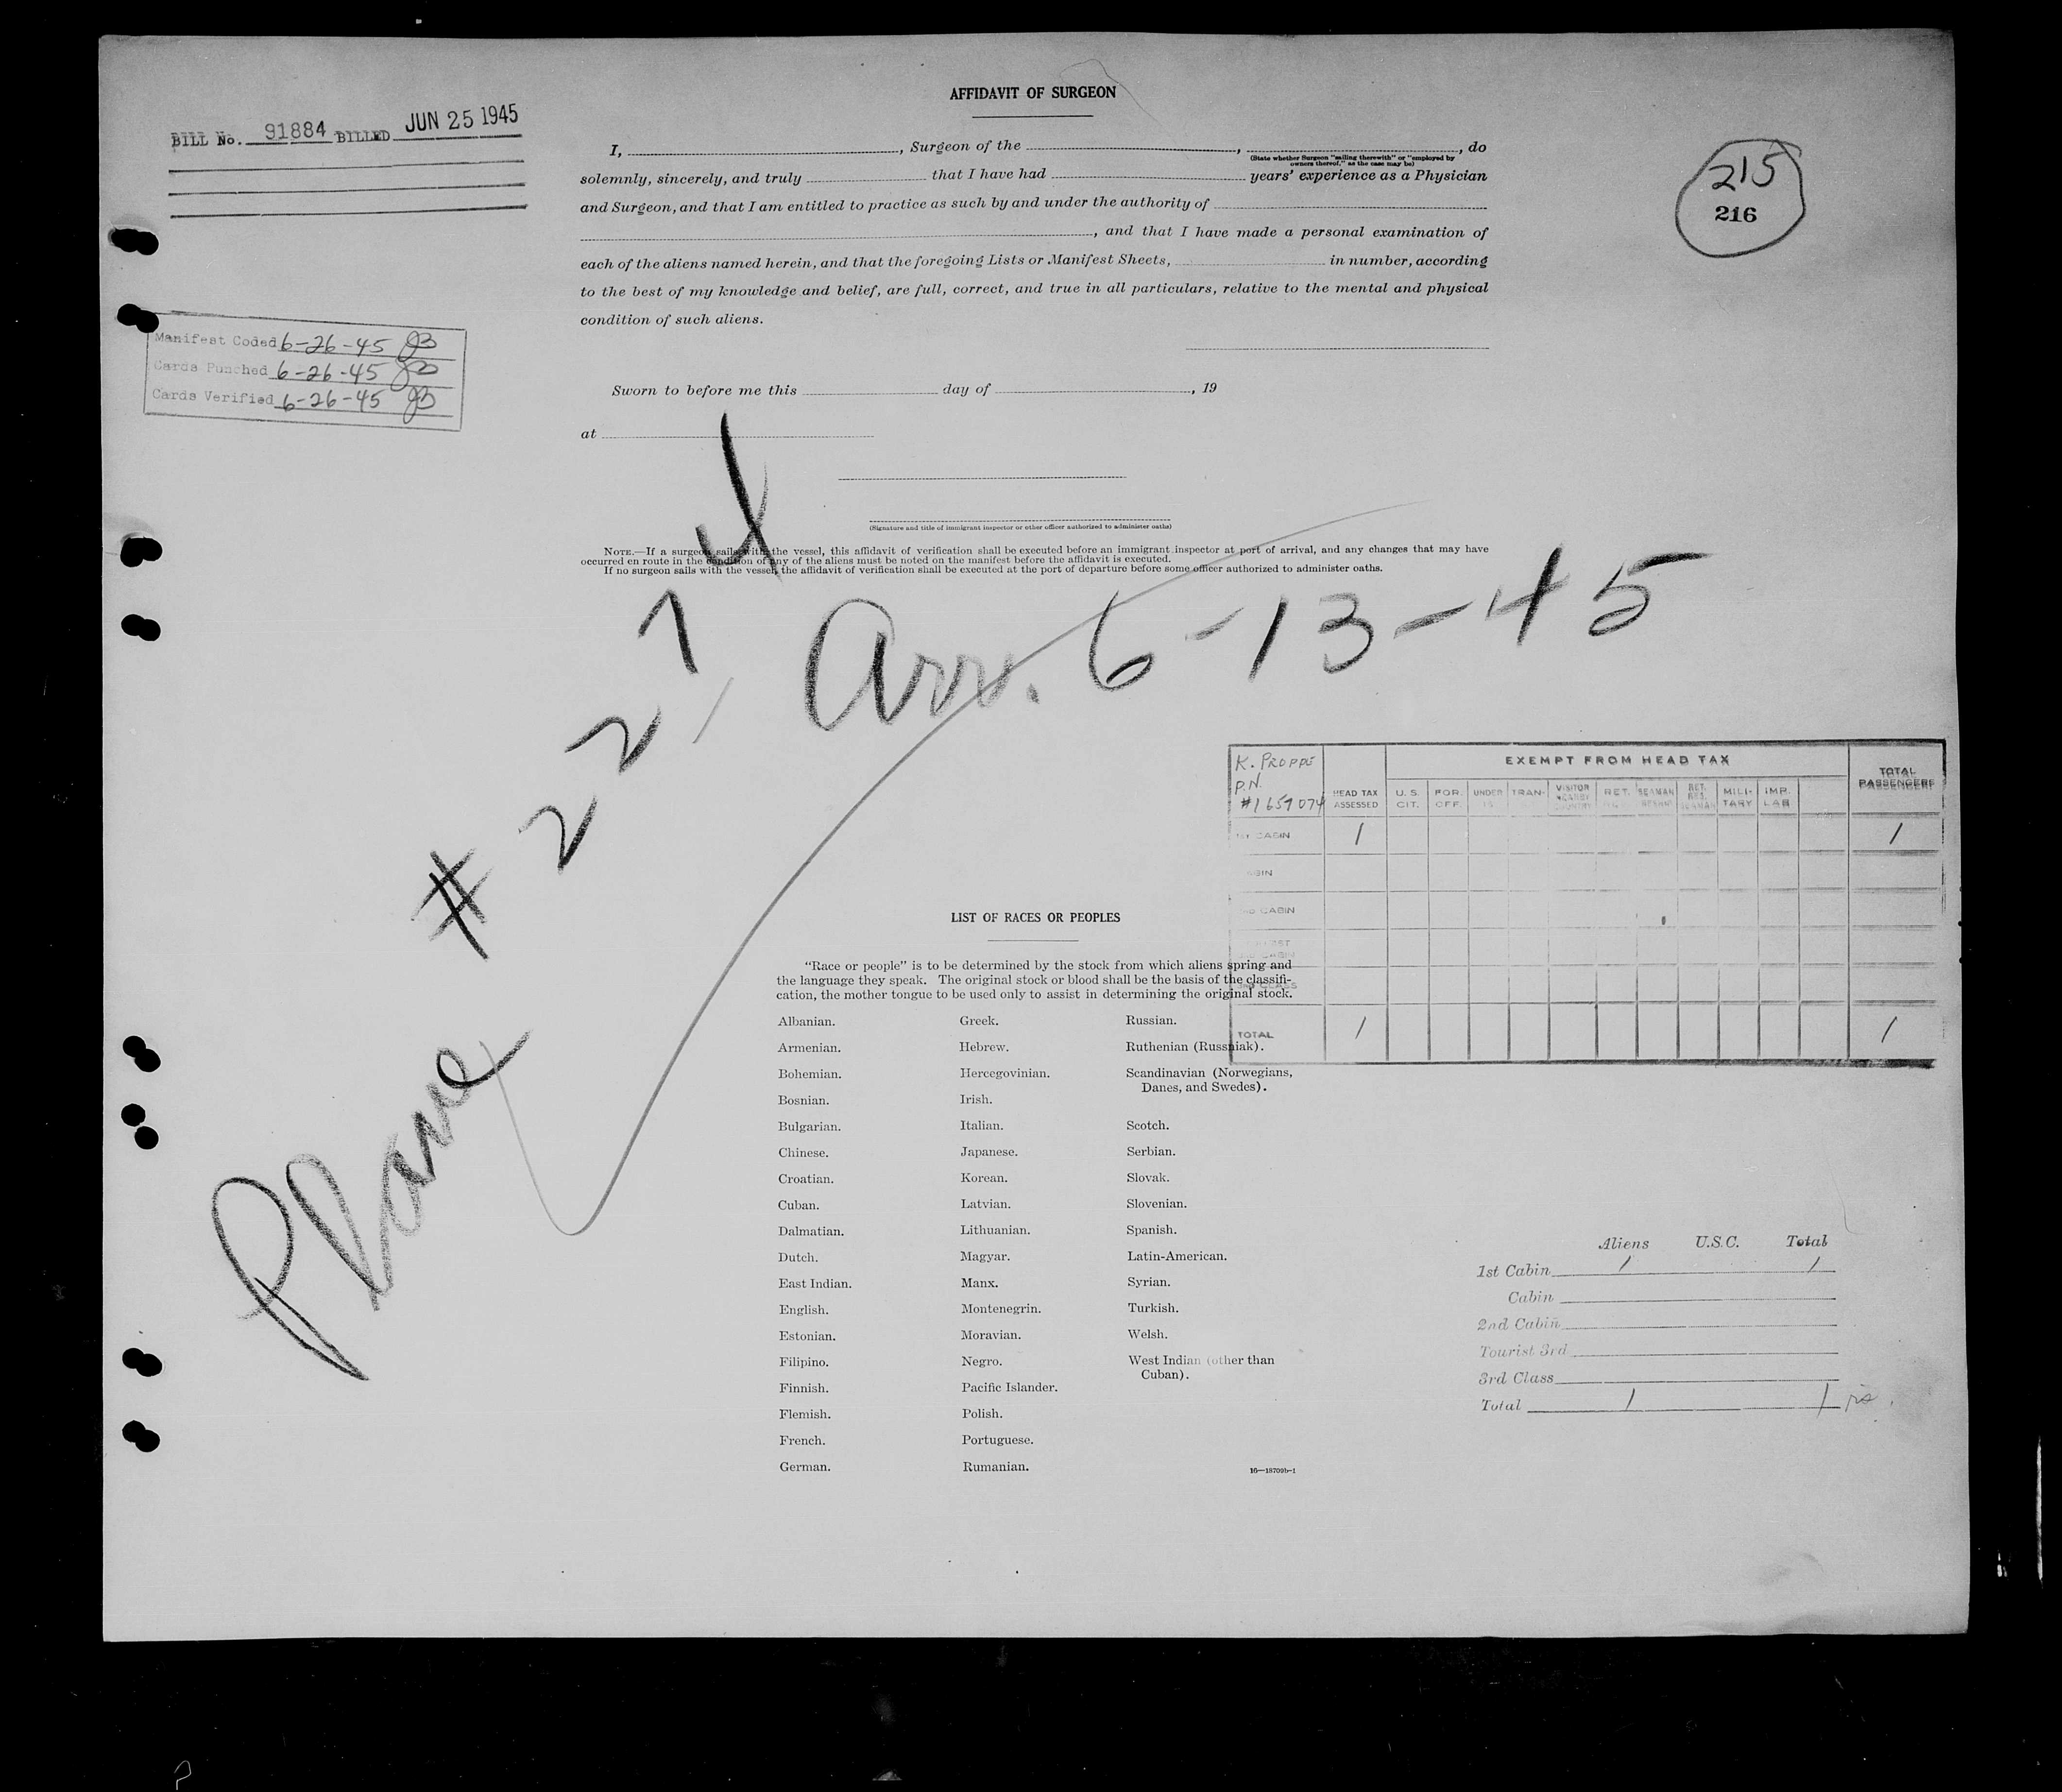 AFFIDAVIT OF SURGEON
BILL No. 91884 BILLED JUN 25 1945
215
216
I, , Surgeon of the , , do
(State whether Surgeon "sailing therewith" or "employed by
owners thereof," as the case may be)
solemnly, sincerely, and truly that I have had years' experience as a Physician
and Surgeon, and that I am entitled to practice as such by and under the authority of
, and that I have made a personal examination of
each of the aliens named herein, and that the foregoing Lists or Manifest Sheets, in number, according
to the best of my knowledge and belief, are full, correct, and true in all particulars, relative to the mental and physical
condition of such aliens.
Manifest Coded 6-26-45 JB
Cards Punched 6-26-45 JB
Cards Verified 6-26-45 JB
Sworn to before me this day of , 19
at
(Signature and title of immigrant inspector or other officer authorized to administer oaths)
NOTE.—If a surgeon sails with the vessel, this affidavit of verification shall be executed before an immigrant inspector at port of arrival, and any changes that may have
occurred en route in the condition of any of the aliens must be noted on the manifest before the affidavit is executed.
If no surgeon sails with the vessel, the affidavit of verification shall be executed at the port of departure before some officer authorized to administer oaths.
Plane # 2274
Arr. 6-13-45
K. PROPPE
P.N.
#1657074
HEAD TAX
ASSESSED
EXEMPT FROM HEAD TAX
TOTAL
PASSENGERS
U.S. CIT.
FOR. OFF.
UNDER 16
TRAN-
VISITOR
RET.
SEAMAN
MILI-TARY
IMP. LAB
1ST CABIN 1 1
CABIN
CABIN
TOTAL 1 1
LIST OF RACES OR PEOPLES
"Race or people" is to be determined by the stock from which aliens spring and
the language they speak. The original stock or blood shall be the basis of the classifi-
cation, the mother tongue to be used only to assist in determining the original stock.
Albanian.
Armenian.
Bohemian.
Bosnian.
Bulgarian.
Chinese.
Croatian.
Cuban.
Dalmatian.
Dutch.
East Indian.
English.
Estonian.
Filipino.
Finnish.
Flemish.
French.
German.
Greek.
Hebrew.
Hercegovinian.
Irish.
Italian.
Japanese.
Korean.
Latvian.
Lithuanian.
Magyar.
Manx.
Montenegrin.
Moravian.
Negro.
Pacific Islander.
Polish.
Portuguese.
Rumanian.
Russian.
Ruthenian (Russniak).
Scandinavian (Norwegians,
Danes, and Swedes).
Scotch.
Serbian.
Slovak.
Slovenian.
Spanish.
Latin-American.
Syrian.
Turkish.
Welsh.
West Indian (other than
Cuban).
16—18709b-1
Aliens U.S.C. Total
1st Cabin 1 1
Cabin
2nd Cabin
Tourist 3rd
3rd Class
Total 1 1